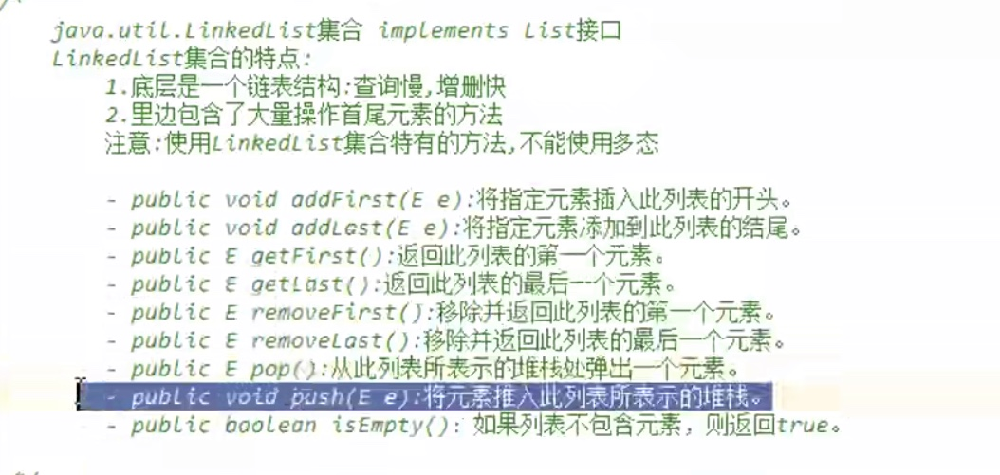 java.util.LinkedList集合 implements List接口
LinkedList集合的特点:
1.底层是一个链表结构:查询慢,增删快
2.里边包含了大量操作首尾元素的方法
注意:使用LinkedList集合特有的方法,不能使用多态
- public void addFirst(E e):将指定元素插入此列表的开头。
- public void addLast(E e):将指定元素添加到此列表的结尾。
- public E getFirst():返回此列表的第一个元素。
- public E getLast():返回此列表的最后一个元素。
- public E removeFirst():移除并返回此列表的第一个元素。
- public E removeLast():移除并返回此列表的最后一个元素。
- public E pop():从此列表所表示的堆栈处弹出一个元素。
- public void push(E e):将元素推入此列表所表示的堆栈。
- public boolean isEmpty(): 如果列表不包含元素，则返回true。